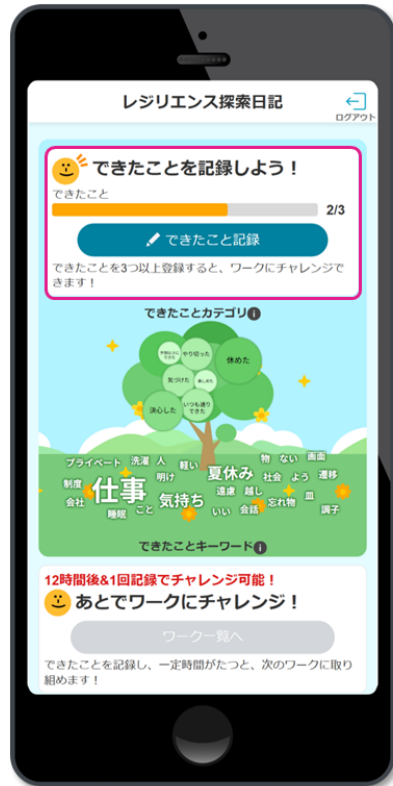 レジリエンス探索日記
ログアウト
できたことを記録しよう！
できたこと
2/3
できたこと記録
できたことを3つ以上登録すると、ワークにチャレンジで
きます！
できたことカテゴリ
やり切った
休めた
気づけた
楽しめた
決心した
いつも通り
できた
プライベート 洗濯 人 軽い 物 ない 画面
制度 明け 夏休み 社会 よう 遷移
会社 仕事 気持ち 遠慮 越し 忘れ物 皿
睡眠 こと いい 会話 調子
できたことキーワード
12時間後&1回記録でチャレンジ可能！
あとでワークにチャレンジ！
ワーク一覧へ
できたことを記録し、一定時間がたつと、次のワークに取り
組めます！